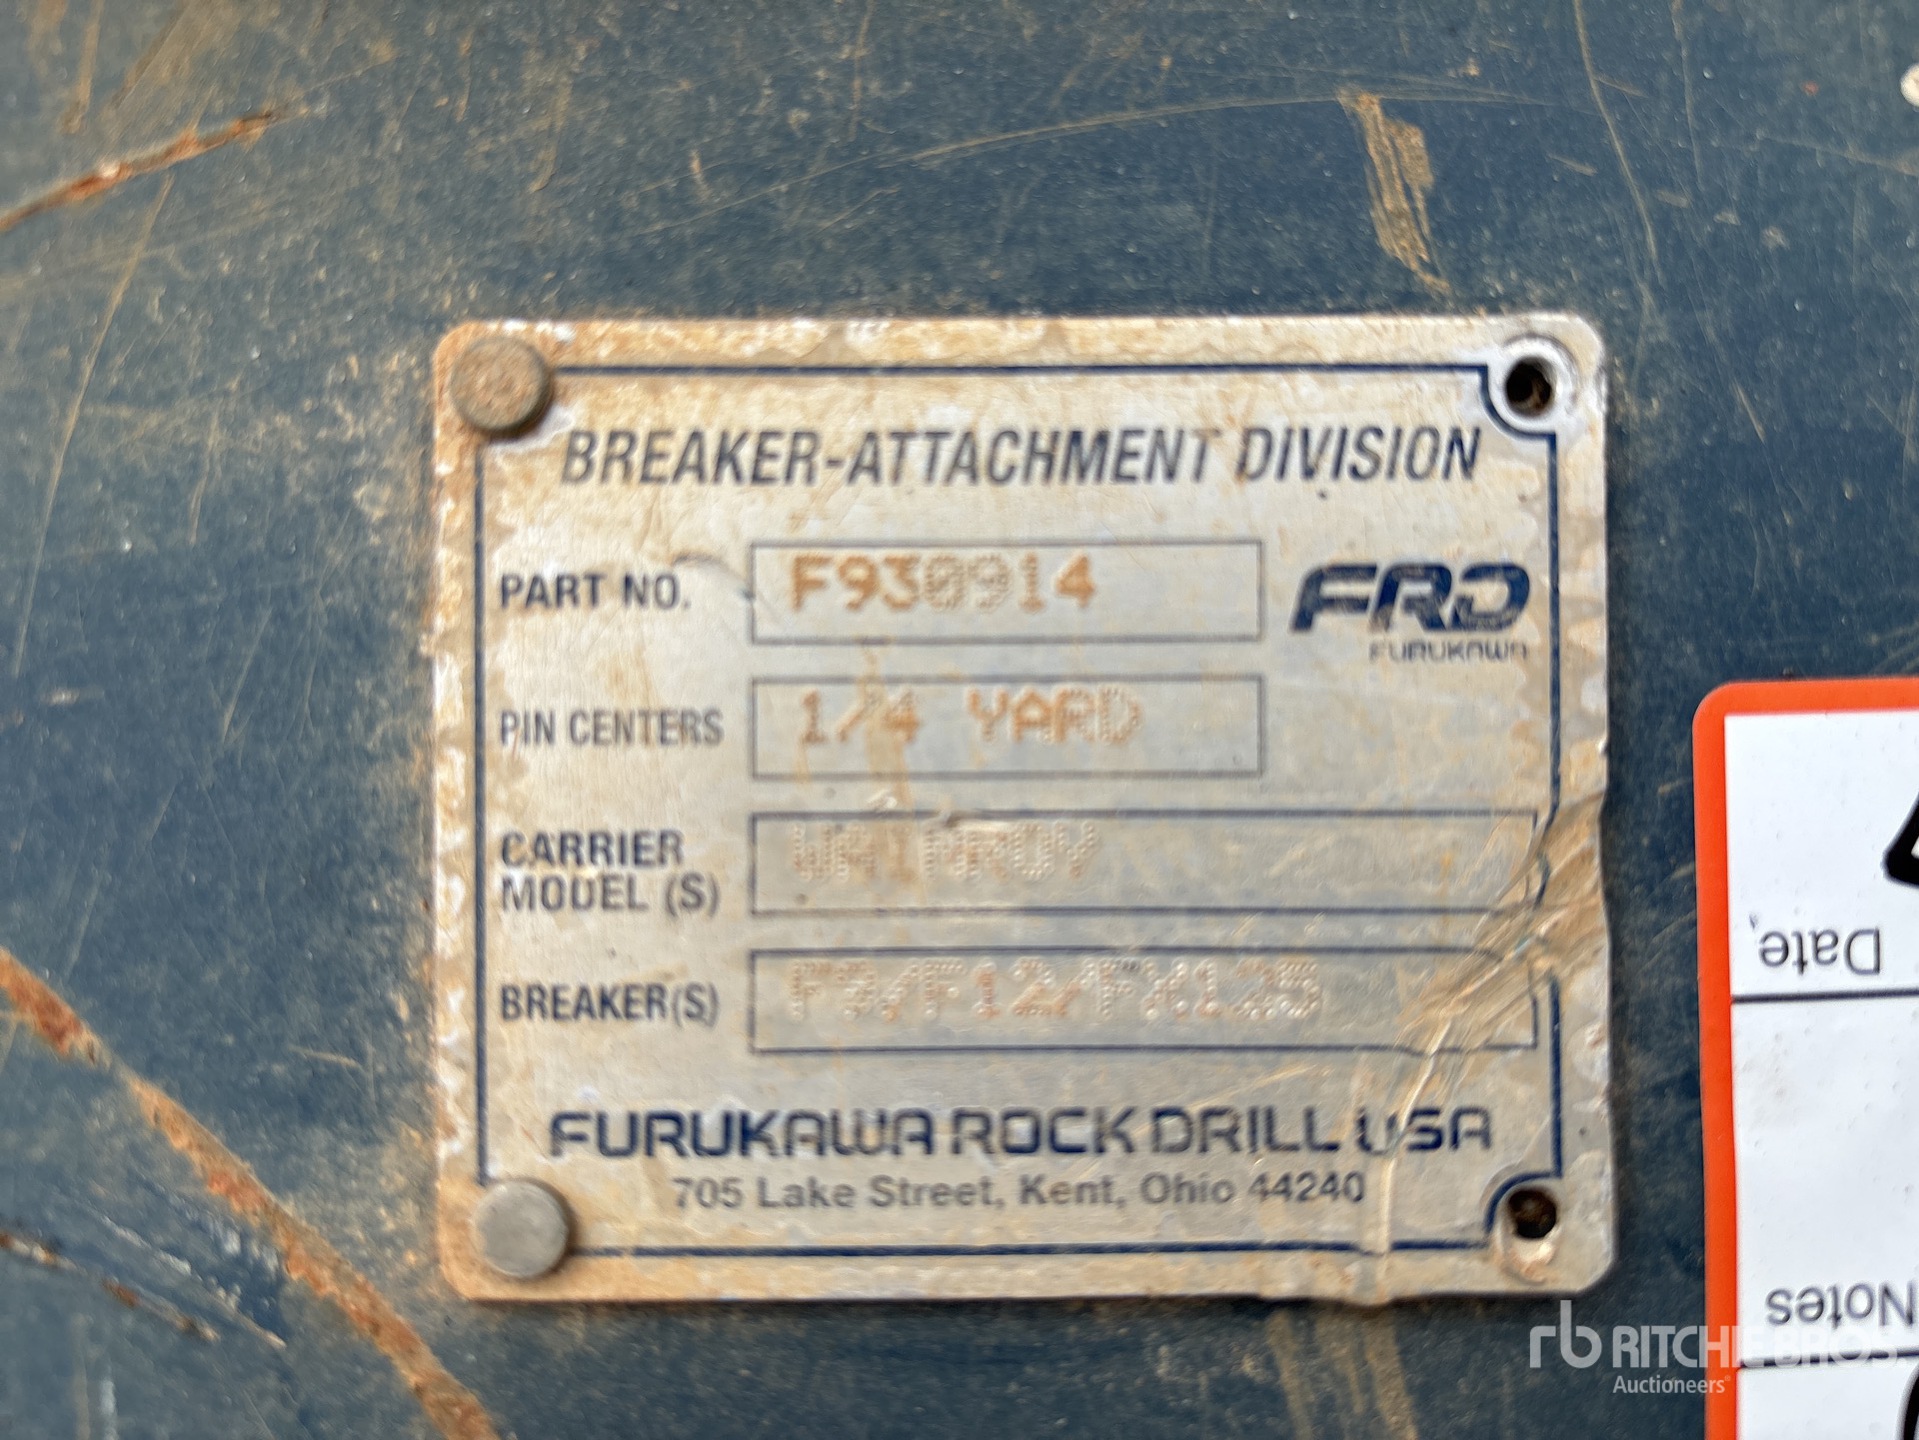 BREAKER-ATTACHMENT DIVISION
PART NO. F930914
FRD
FURUKAWA
PIN CENTERS 1/4 YARD
CARRIER
MODEL (S)
BREAKER(S)
FURUKAWA ROCK DRILL USA
705 Lake Street, Kent, Ohio 44240
Date
Notes
rb RITCHIE BROS.
Auctioneers